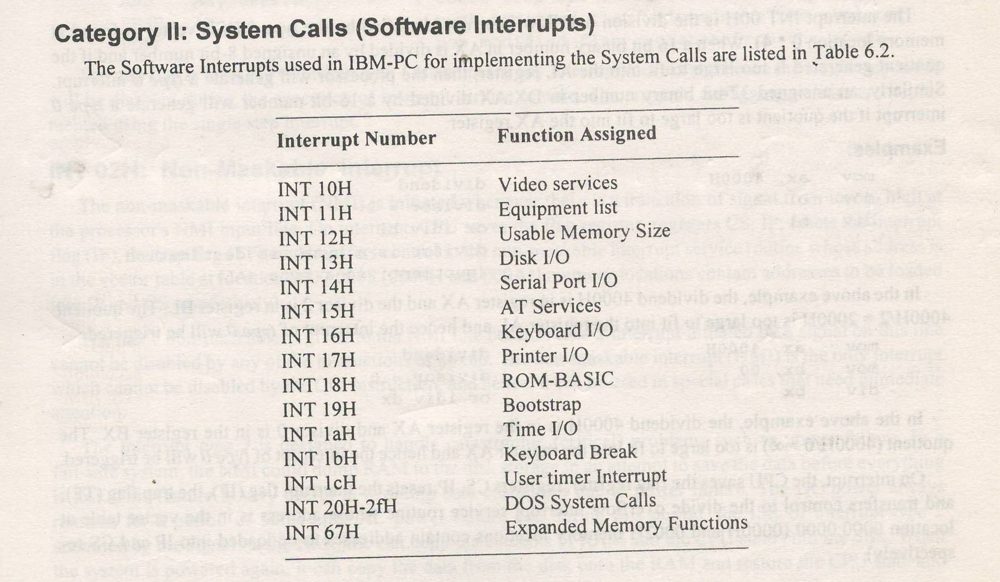 Category II: System Calls (Software Interrupts)
The Software Interrupts used in IBM-PC for implementing the System Calls are listed in Table 6.2.
Interrupt Number Function Assigned
INT 10H Video services
INT 11H Equipment list
INT 12H Usable Memory Size
INT 13H Disk I/O
INT 14H Serial Port I/O
INT 15H AT Services
INT 16H Keyboard I/O
INT 17H Printer I/O
INT 18H ROM-BASIC
INT 19H Bootstrap
INT 1aH Time I/O
INT 1bH Keyboard Break
INT 1cH User timer Interrupt
INT 20H-2fH DOS System Calls
INT 67H Expanded Memory Functions